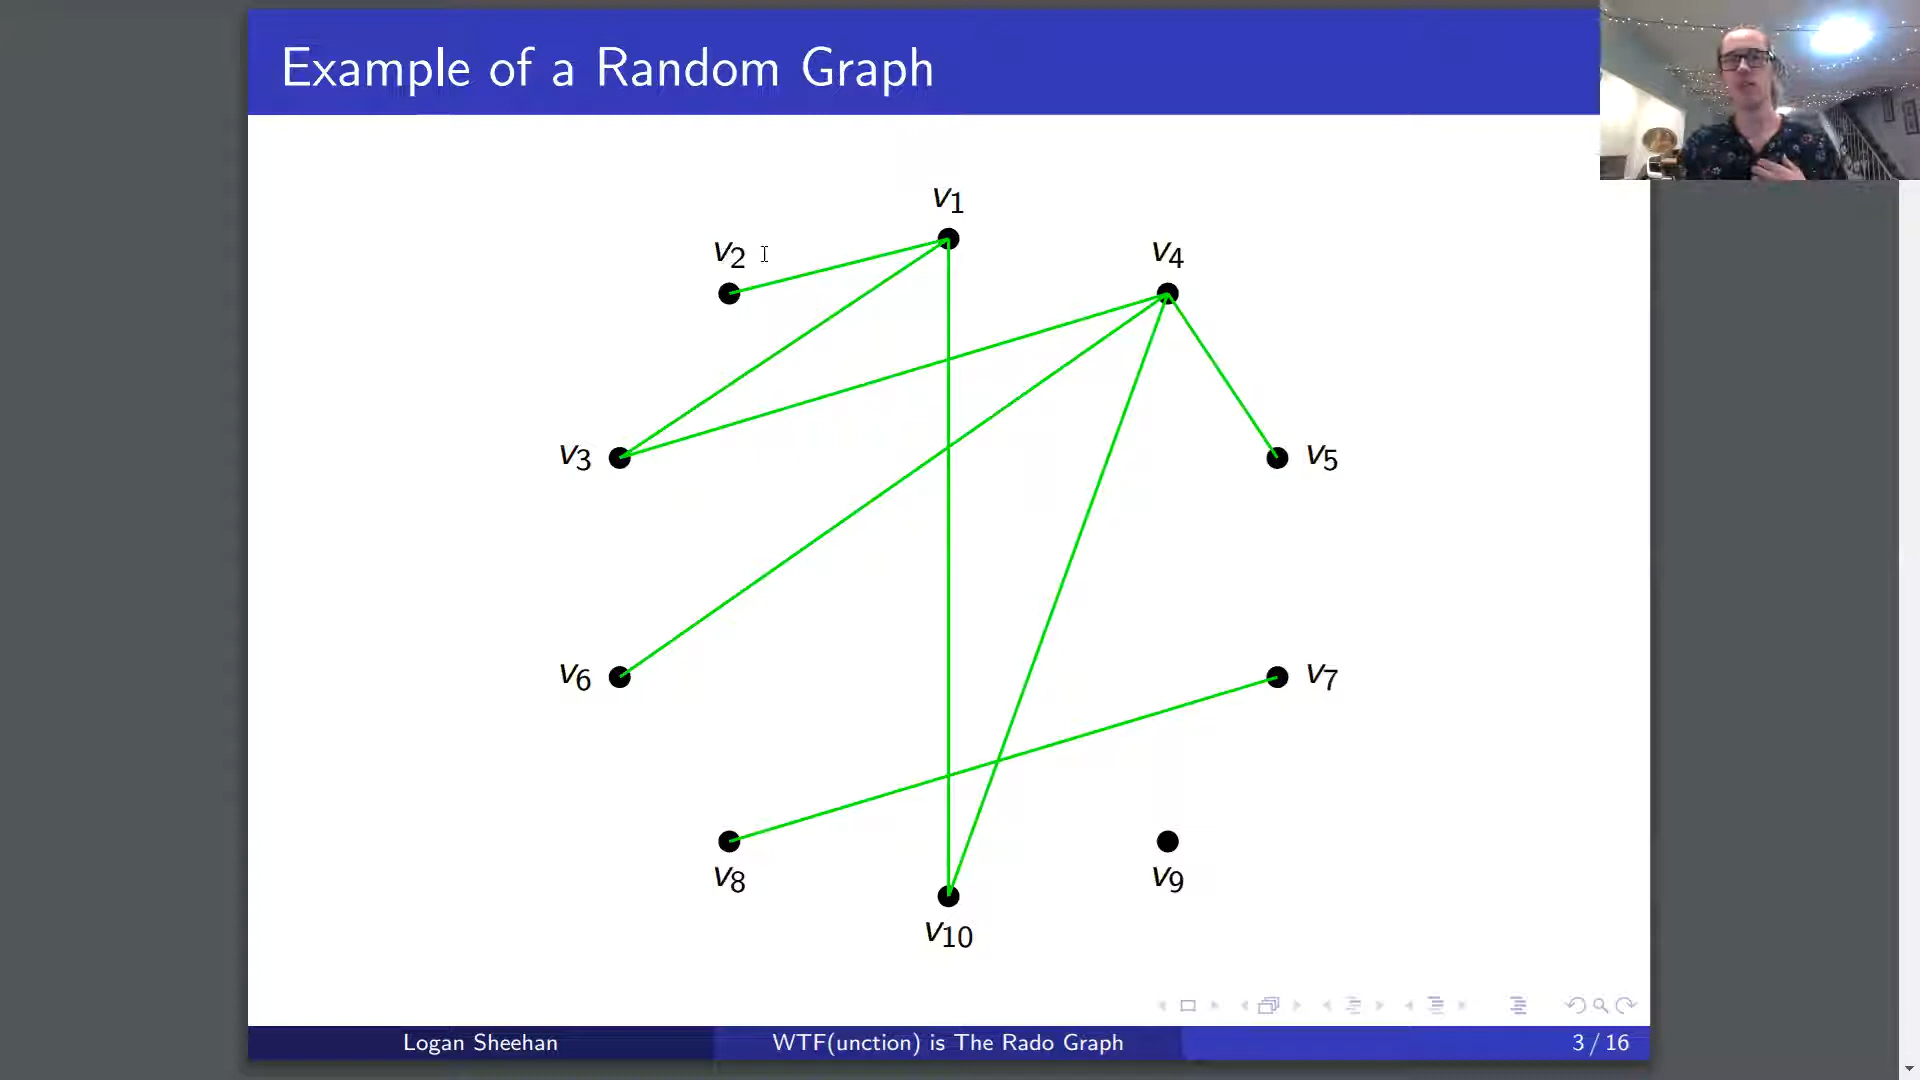 Example of a Random Graph
v1
v2
v4
v3
v5
v6
v7
v8
v9
v10
Logan Sheehan
WTF(unction) is The Rado Graph
3 / 16